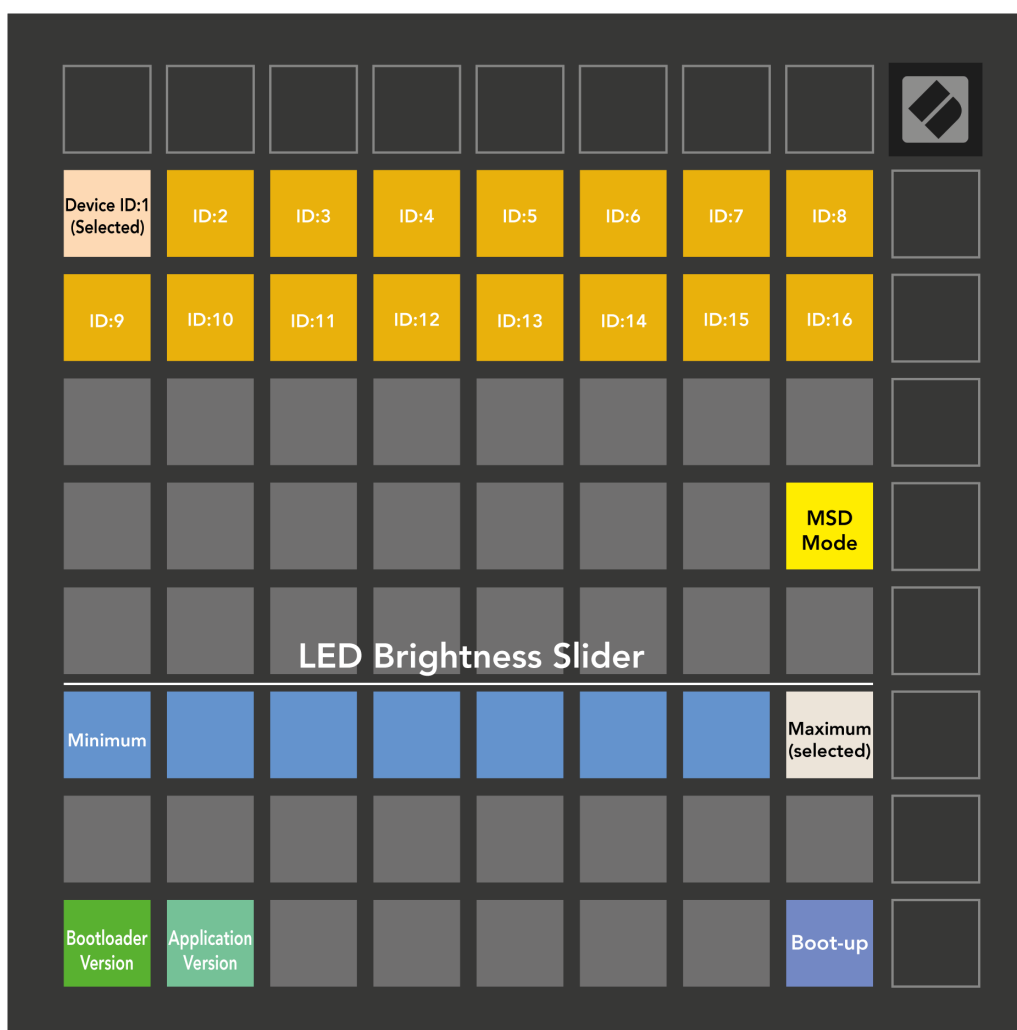 Device ID:1
(Selected)
ID:2
ID:3
ID:4
ID:5
ID:6
ID:7
ID:8
ID:9
ID:10
ID:11
ID:12
ID:13
ID:14
ID:15
ID:16
MSD
Mode
LED Brightness Slider
Minimum
Maximum
(selected)
Bootloader
Version
Application
Version
Boot-up